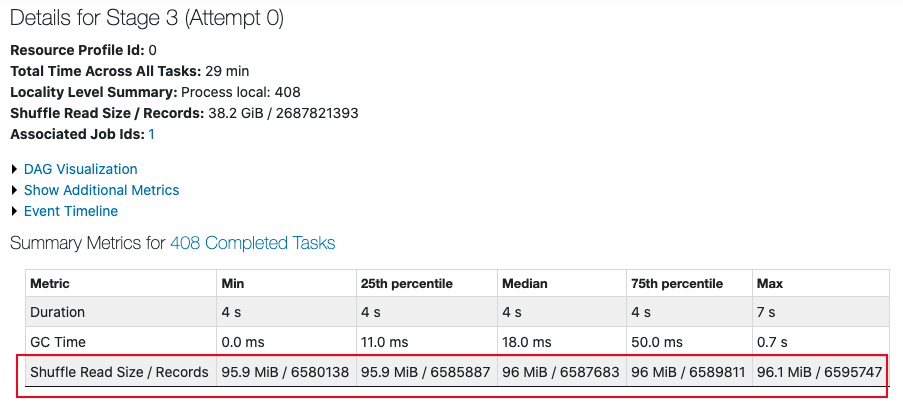 Details for Stage 3 (Attempt 0)
Resource Profile Id: 0
Total Time Across All Tasks: 29 min
Locality Level Summary: Process local: 408
Shuffle Read Size / Records: 38.2 GiB / 2687821393
Associated Job Ids: 1
DAG Visualization
Show Additional Metrics
Event Timeline
Summary Metrics for 408 Completed Tasks
Metric Min 25th percentile Median 75th percentile Max
Duration 4 s 4 s 4 s 4 s 7 s
GC Time 0.0 ms 11.0 ms 18.0 ms 50.0 ms 0.7 s
Shuffle Read Size / Records 95.9 MiB / 6580138 95.9 MiB / 6585887 96 MiB / 6587683 96 MiB / 6589811 96.1 MiB / 6595747